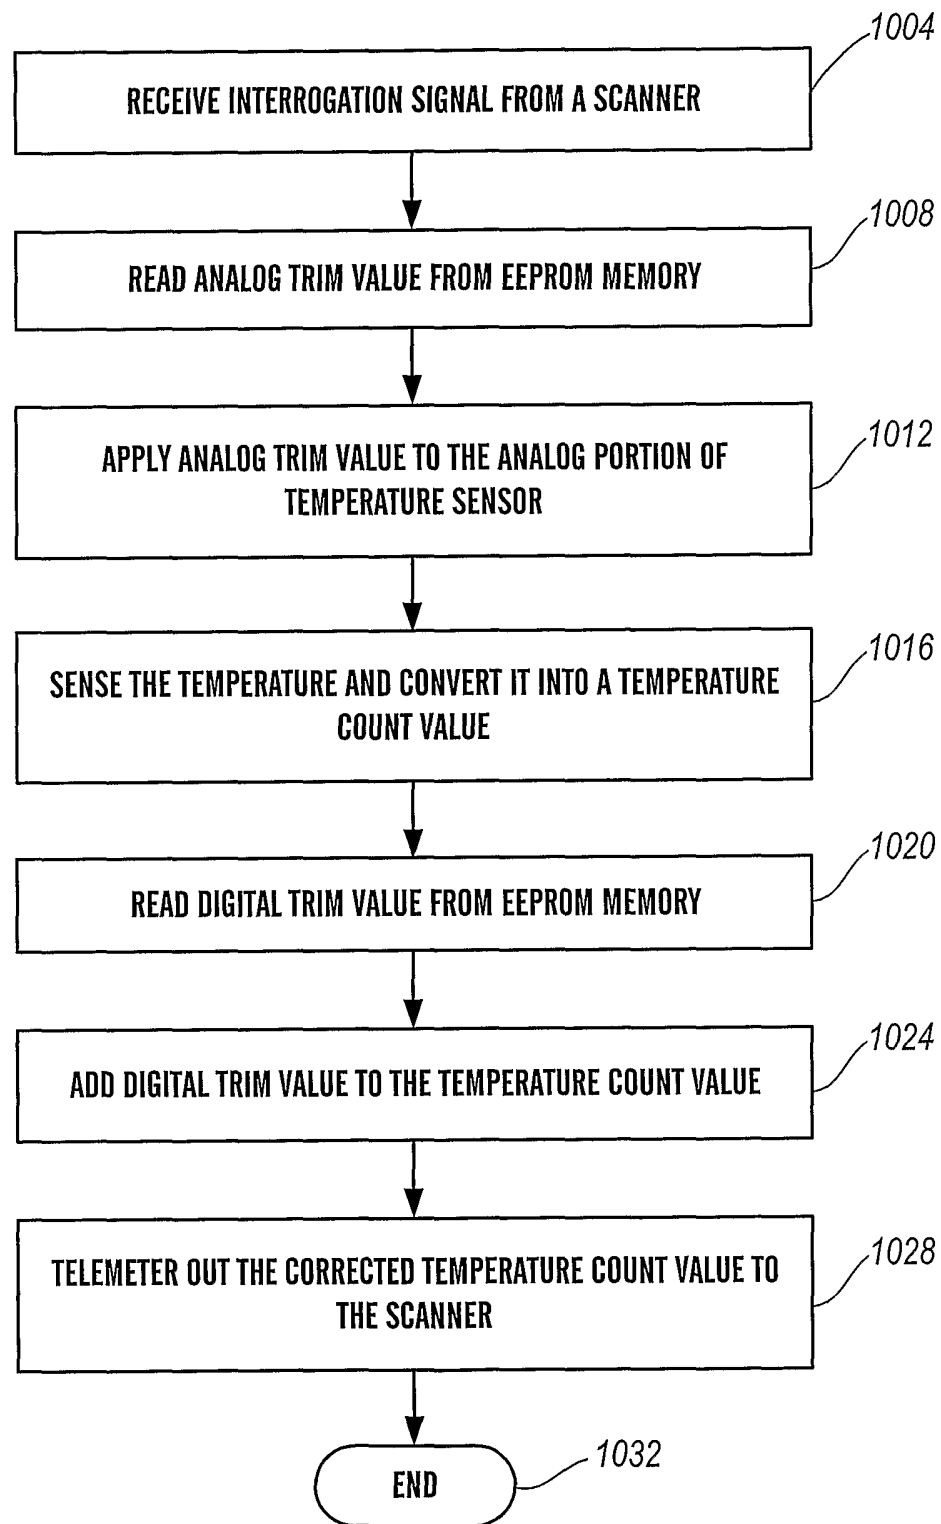 1004
RECEIVE INTERROGATION SIGNAL FROM A SCANNER
1008
READ ANALOG TRIM VALUE FROM EEPROM MEMORY
1012
APPLY ANALOG TRIM VALUE TO THE ANALOG PORTION OF
TEMPERATURE SENSOR
1016
SENSE THE TEMPERATURE AND CONVERT IT INTO A TEMPERATURE
COUNT VALUE
1020
READ DIGITAL TRIM VALUE FROM EEPROM MEMORY
1024
ADD DIGITAL TRIM VALUE TO THE TEMPERATURE COUNT VALUE
1028
TELEMETER OUT THE CORRECTED TEMPERATURE COUNT VALUE TO
THE SCANNER
1032
END